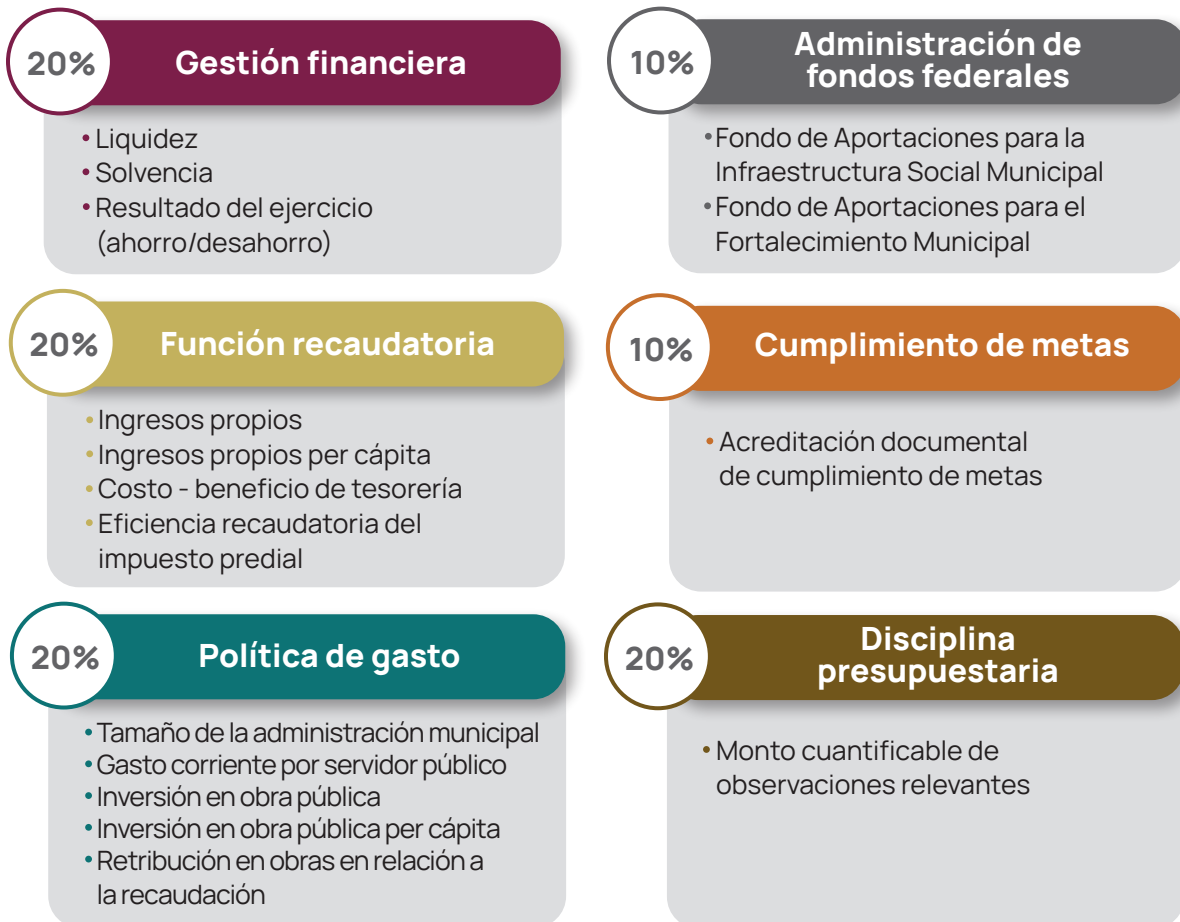 20%
Gestión financiera
• Liquidez
• Solvencia
• Resultado del ejercicio
(ahorro/desahorro)
10%
Administración de
fondos federales
• Fondo de Aportaciones para la
Infraestructura Social Municipal
• Fondo de Aportaciones para el
Fortalecimiento Municipal
20%
Función recaudatoria
• Ingresos propios
• Ingresos propios per cápita
• Costo - beneficio de tesorería
• Eficiencia recaudatoria del
impuesto predial
10%
Cumplimiento de metas
• Acreditación documental
de cumplimiento de metas
20%
Política de gasto
• Tamaño de la administración municipal
• Gasto corriente por servidor público
• Inversión en obra pública
• Inversión en obra pública per cápita
• Retribución en obras en relación a
la recaudación
20%
Disciplina
presupuestaria
• Monto cuantificable de
observaciones relevantes